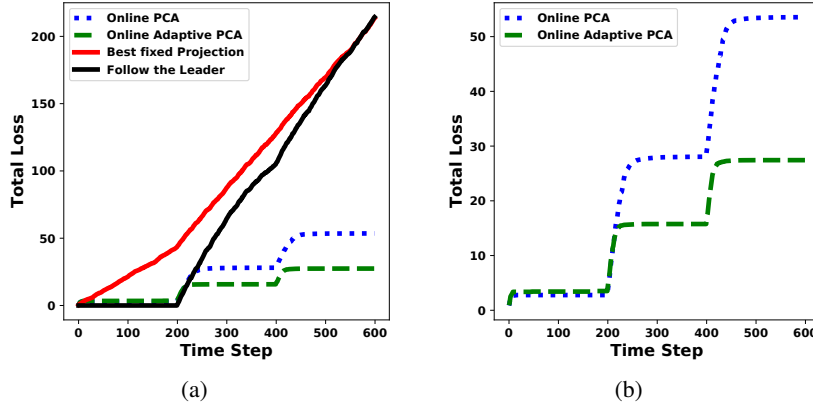 Online PCA
Online Adaptive PCA
Best fixed Projection
Follow the Leader
200
150
100
50
0
Total Loss
0 100 200 300 400 500 600
Time Step
(a)
Online PCA
Online Adaptive PCA
50
40
30
20
10
0
Total Loss
0 100 200 300 400 500 600
Time Step
(b)